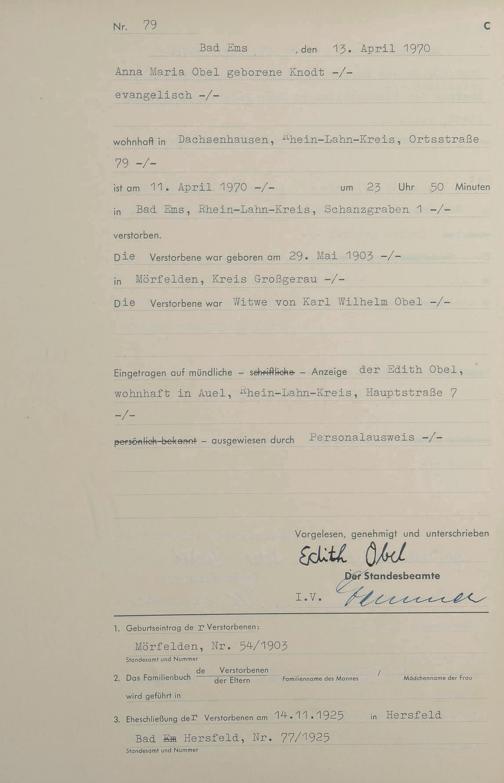 Nr. 79 C
Bad Ems , den 13. April 1970
Anna Maria Obel geborene Knodt -/-
evangelisch -/-
wohnhaft in Dachsenhausen, Rhein-Lahn-Kreis, Ortsstraße
79 -/-
ist am 11. April 1970 -/- um 23 Uhr 50 Minuten
in Bad Ems, Rhein-Lahn-Kreis, Schanzgraben 1 -/-
verstorben.
Die Verstorbene war geboren am 29. Mai 1903 -/-
in Mörfelden, Kreis Großgerau -/-
Die Verstorbene war Witwe von Karl Wilhelm Obel -/-
Eingetragen auf mündliche – schriftliche – Anzeige der Edith Obel,
wohnhaft in Auel, Rhein-Lahn-Kreis, Hauptstraße 7
-/-
persönlich bekannt – ausgewiesen durch Personalausweis -/-
Vorgelesen, genehmigt und unterschrieben
Edith Obel
Der Standesbeamte
I.V.
1. Geburtseintrag der Verstorbenen:
Mörfelden, Nr. 54/1903
Standesamt und Nummer
2. Das Familienbuch de Verstorbenen / der Eltern Familienname des Mannes / Mädchenname der Frau
wird geführt in
3. Eheschließung der Verstorbenen am 14.11.1925 in Hersfeld
Bad Em Hersfeld, Nr. 77/1925
Standesamt und Nummer